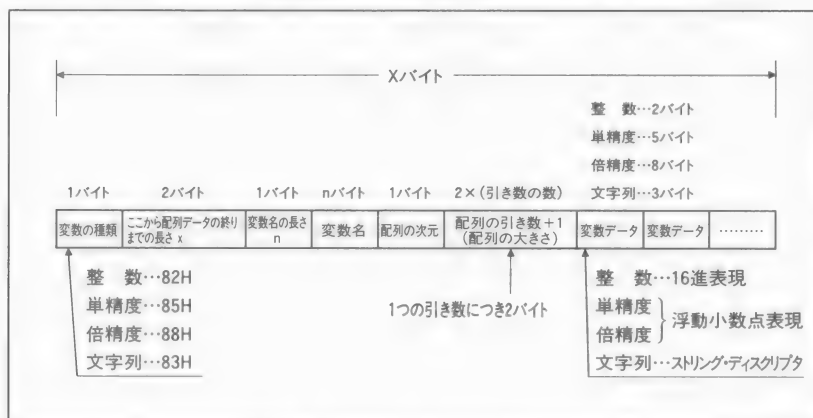 Xバイト
整　数…2バイト
単精度…5バイト
倍精度…8バイト
文字列…3バイト
1バイト
2バイト
1バイト
nバイト
1バイト
2×(引き数の数)
変数の種類
ここから配列データの終り
までの長さ x
変数名の長さ
n
変数名
配列の次元
配列の引き数+1
(配列の大きさ)
変数データ
変数データ
………
整　数…82H
単精度…85H
倍精度…88H
文字列…83H
1つの引き数につき2バイト
整　数…16進表現
単精度
倍精度
浮動小数点表現
文字列…ストリング・ディスクリプタ